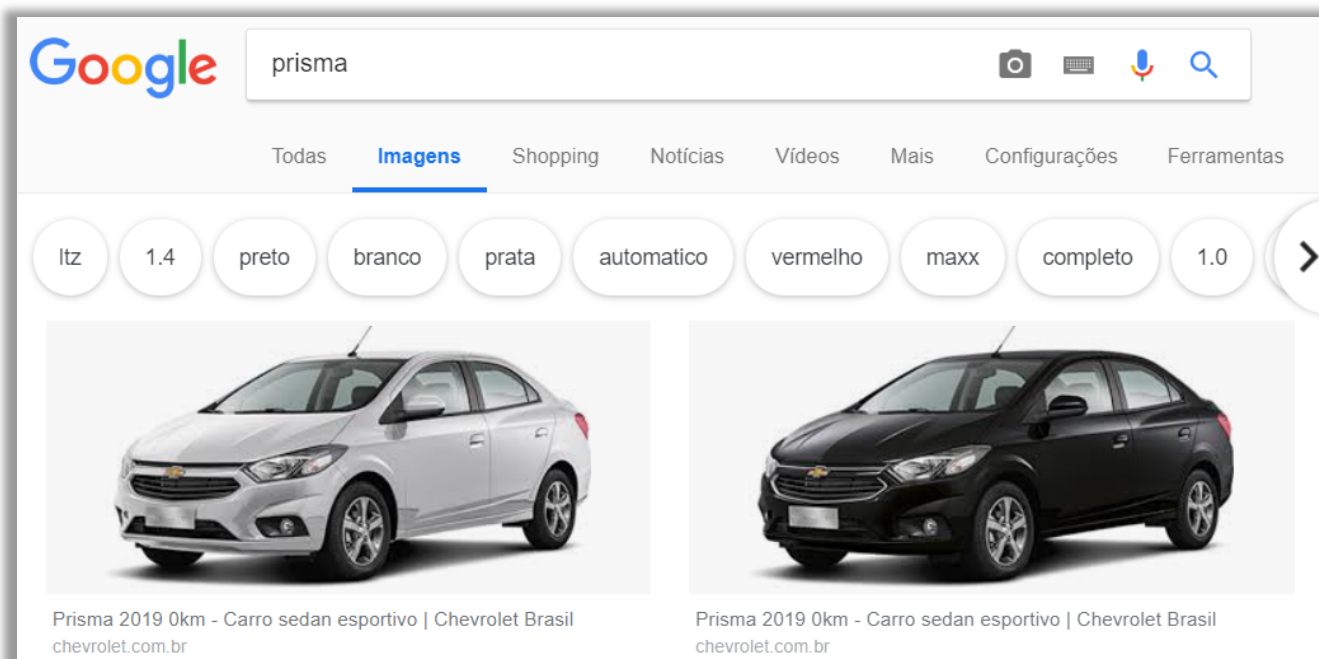 Google prisma
Todas Imagens Shopping Notícias Vídeos Mais Configurações Ferramentas
ltz 1.4 preto branco prata automatico vermelho maxx completo 1.0
Prisma 2019 0km - Carro sedan esportivo | Chevrolet Brasil
chevrolet.com.br
Prisma 2019 0km - Carro sedan esportivo | Chevrolet Brasil
chevrolet.com.br